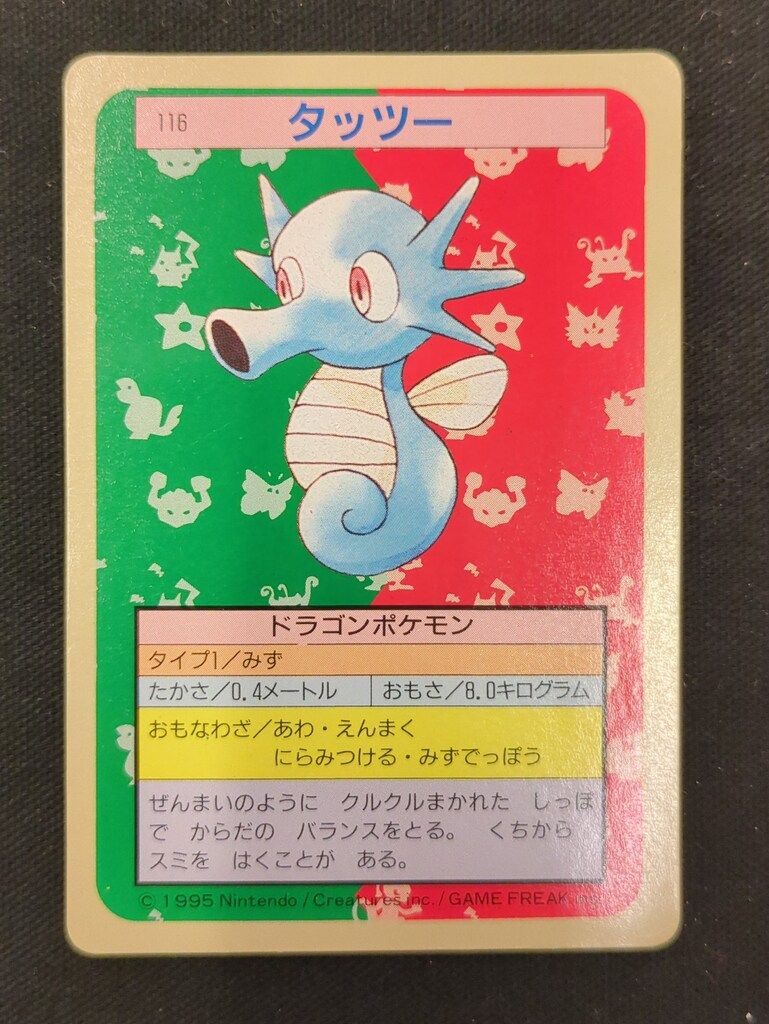 116 タッツー
ドラゴンポケモン
タイプ1／みず
たかさ／0.4メートル おもさ／8.0キログラム
おもなわざ／あわ・えんまく
にらみつける・みずでっぽう
ぜんまいのように クルクルまかれた しっぽ
で からだの バランスをとる。 くちから
スミを はくことが ある。
© 1995 Nintendo / Creatures inc. / GAME FREAK inc.